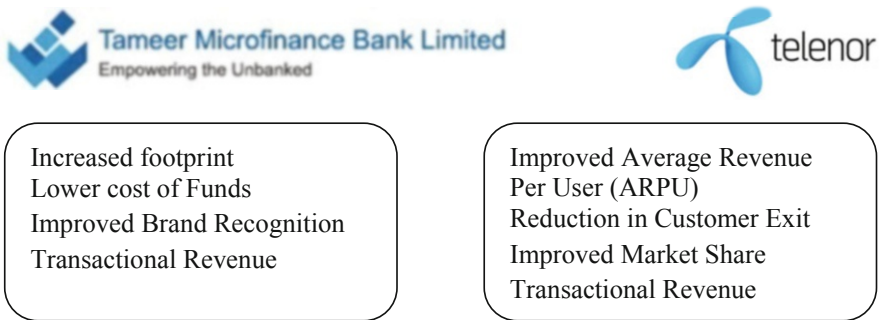 Tameer Microfinance Bank Limited
Empowering the Unbanked
telenor
Increased footprint
Lower cost of Funds
Improved Brand Recognition
Transactional Revenue
Improved Average Revenue
Per User (ARPU)
Reduction in Customer Exit
Improved Market Share
Transactional Revenue